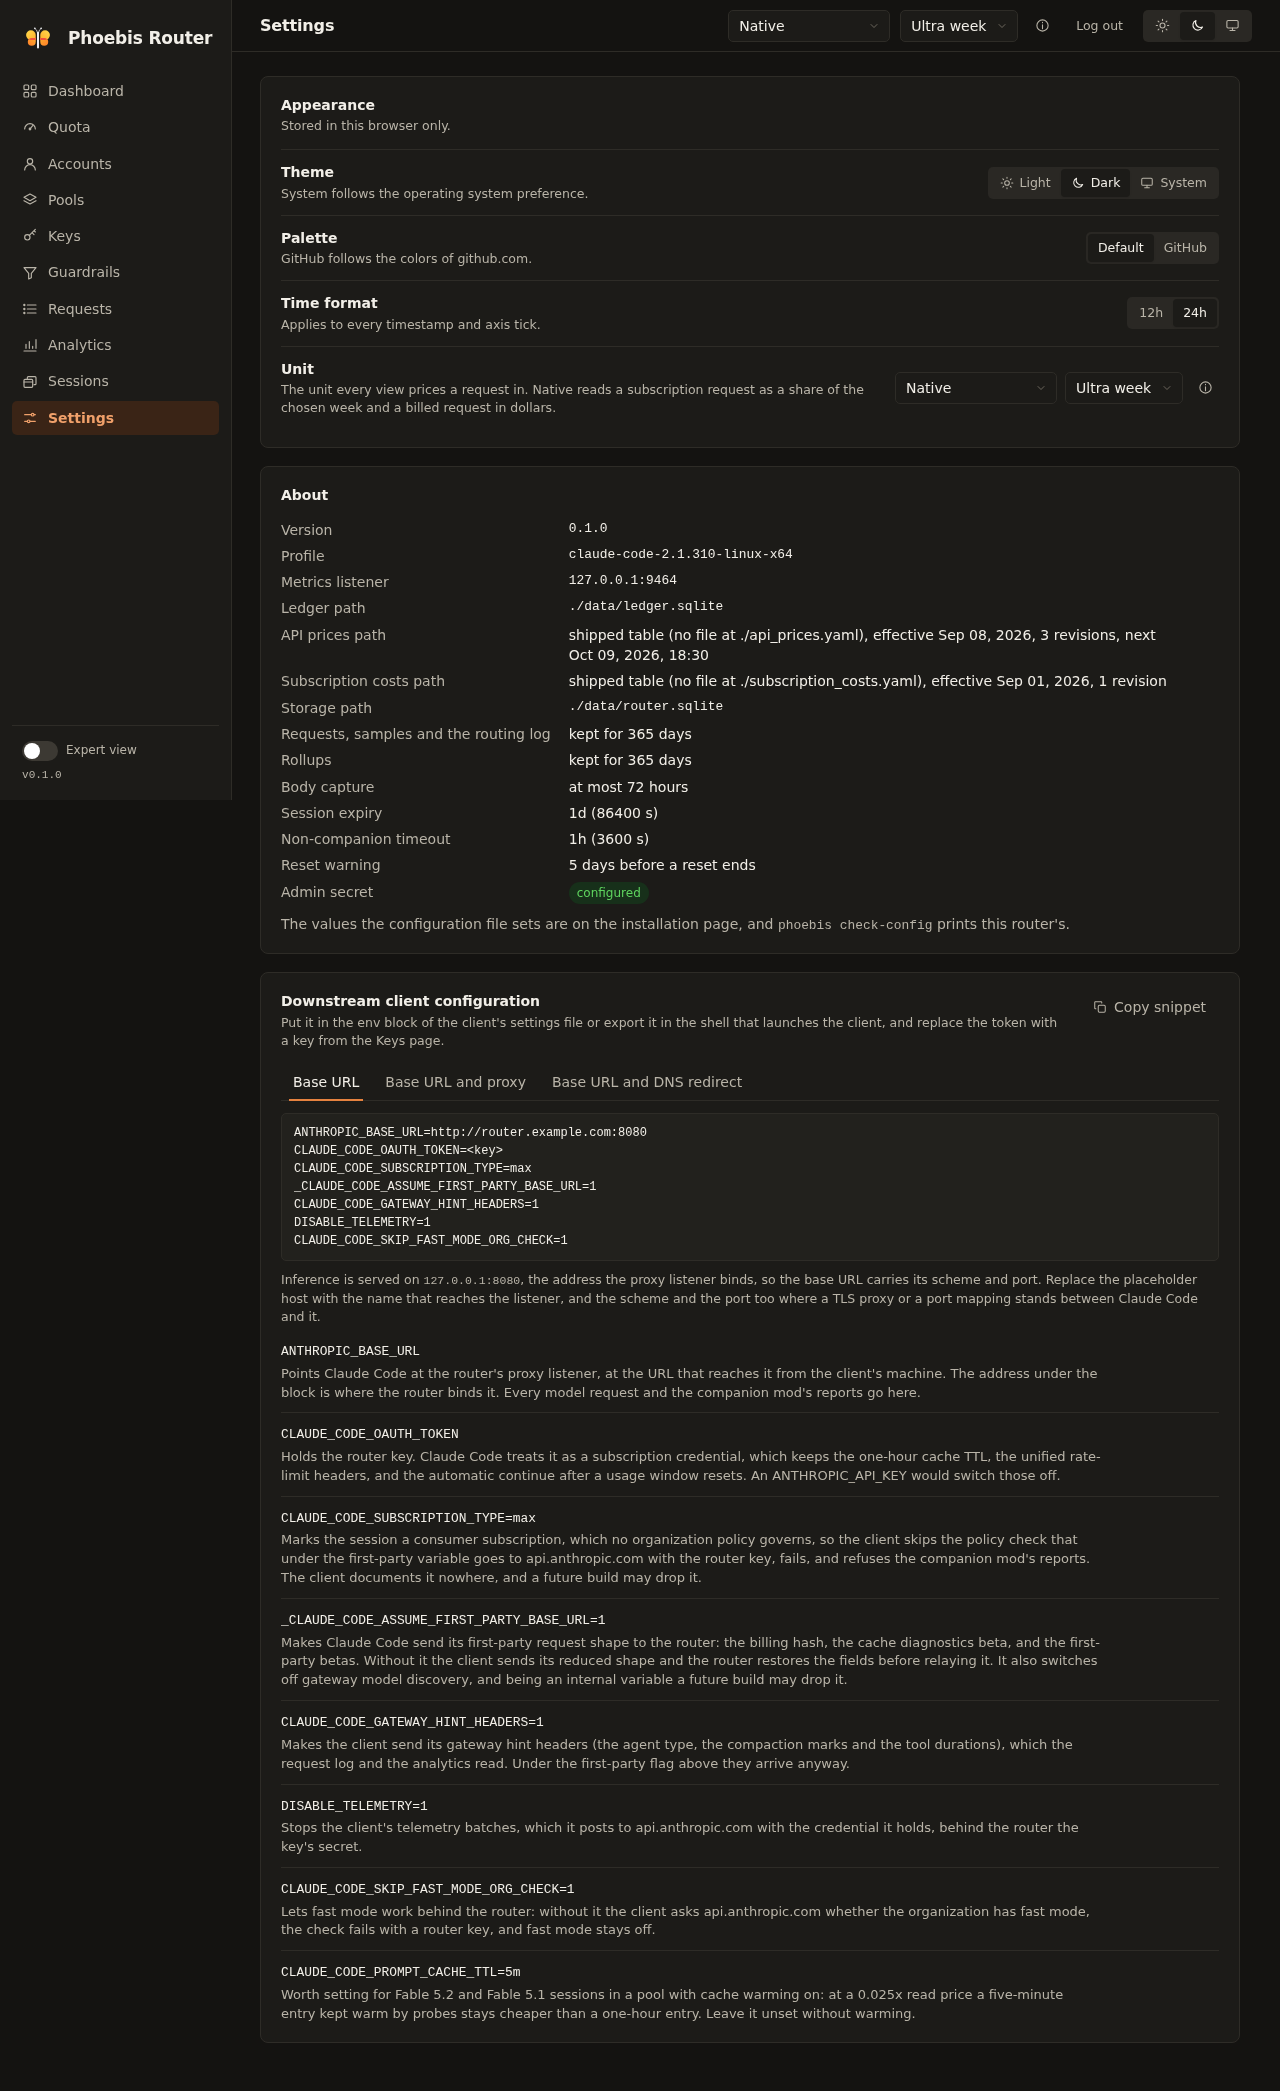 Phoebis Router
Dashboard
Quota
Accounts
Pools
Keys
Guardrails
Requests
Analytics
Sessions
Settings
Expert view
v0.1.0
Settings
Native
Ultra week
Log out
Appearance
Stored in this browser only.
Theme
System follows the operating system preference.
Light
Dark
System
Palette
GitHub follows the colors of github.com.
Default
GitHub
Time format
Applies to every timestamp and axis tick.
12h
24h
Unit
The unit every view prices a request in. Native reads a subscription request as a share of the
chosen week and a billed request in dollars.
Native
Ultra week
About
Version 0.1.0
Profile claude-code-2.1.310-linux-x64
Metrics listener 127.0.0.1:9464
Ledger path ./data/ledger.sqlite
API prices path shipped table (no file at ./api_prices.yaml), effective Sep 08, 2026, 3 revisions, next
Oct 09, 2026, 18:30
Subscription costs path shipped table (no file at ./subscription_costs.yaml), effective Sep 01, 2026, 1 revision
Storage path ./data/router.sqlite
Requests, samples and the routing log kept for 365 days
Rollups kept for 365 days
Body capture at most 72 hours
Session expiry 1d (86400 s)
Non-companion timeout 1h (3600 s)
Reset warning 5 days before a reset ends
Admin secret configured
The values the configuration file sets are on the installation page, and phoebis check-config prints this router's.
Downstream client configuration
Put it in the env block of the client's settings file or export it in the shell that launches the client, and replace the token with
a key from the Keys page.
Copy snippet
Base URL
Base URL and proxy
Base URL and DNS redirect
ANTHROPIC_BASE_URL=http://router.example.com:8080
CLAUDE_CODE_OAUTH_TOKEN=<key>
CLAUDE_CODE_SUBSCRIPTION_TYPE=max
_CLAUDE_CODE_ASSUME_FIRST_PARTY_BASE_URL=1
CLAUDE_CODE_GATEWAY_HINT_HEADERS=1
DISABLE_TELEMETRY=1
CLAUDE_CODE_SKIP_FAST_MODE_ORG_CHECK=1
Inference is served on 127.0.0.1:8080, the address the proxy listener binds, so the base URL carries its scheme and port. Replace the placeholder
host with the name that reaches the listener, and the scheme and the port too where a TLS proxy or a port mapping stands between Claude Code
and it.
ANTHROPIC_BASE_URL
Points Claude Code at the router's proxy listener, at the URL that reaches it from the client's machine. The address under the
block is where the router binds it. Every model request and the companion mod's reports go here.
CLAUDE_CODE_OAUTH_TOKEN
Holds the router key. Claude Code treats it as a subscription credential, which keeps the one-hour cache TTL, the unified rate-
limit headers, and the automatic continue after a usage window resets. An ANTHROPIC_API_KEY would switch those off.
CLAUDE_CODE_SUBSCRIPTION_TYPE=max
Marks the session a consumer subscription, which no organization policy governs, so the client skips the policy check that
under the first-party variable goes to api.anthropic.com with the router key, fails, and refuses the companion mod's reports.
The client documents it nowhere, and a future build may drop it.
_CLAUDE_CODE_ASSUME_FIRST_PARTY_BASE_URL=1
Makes Claude Code send its first-party request shape to the router: the billing hash, the cache diagnostics beta, and the first-
party betas. Without it the client sends its reduced shape and the router restores the fields before relaying it. It also switches
off gateway model discovery, and being an internal variable a future build may drop it.
CLAUDE_CODE_GATEWAY_HINT_HEADERS=1
Makes the client send its gateway hint headers (the agent type, the compaction marks and the tool durations), which the
request log and the analytics read. Under the first-party flag above they arrive anyway.
DISABLE_TELEMETRY=1
Stops the client's telemetry batches, which it posts to api.anthropic.com with the credential it holds, behind the router the
key's secret.
CLAUDE_CODE_SKIP_FAST_MODE_ORG_CHECK=1
Lets fast mode work behind the router: without it the client asks api.anthropic.com whether the organization has fast mode,
the check fails with a router key, and fast mode stays off.
CLAUDE_CODE_PROMPT_CACHE_TTL=5m
Worth setting for Fable 5.2 and Fable 5.1 sessions in a pool with cache warming on: at a 0.025x read price a five-minute
entry kept warm by probes stays cheaper than a one-hour entry. Leave it unset without warming.